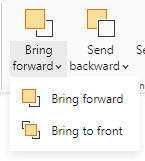 Bring
forward
Send
backward
Se
Bring forward
Bring to front